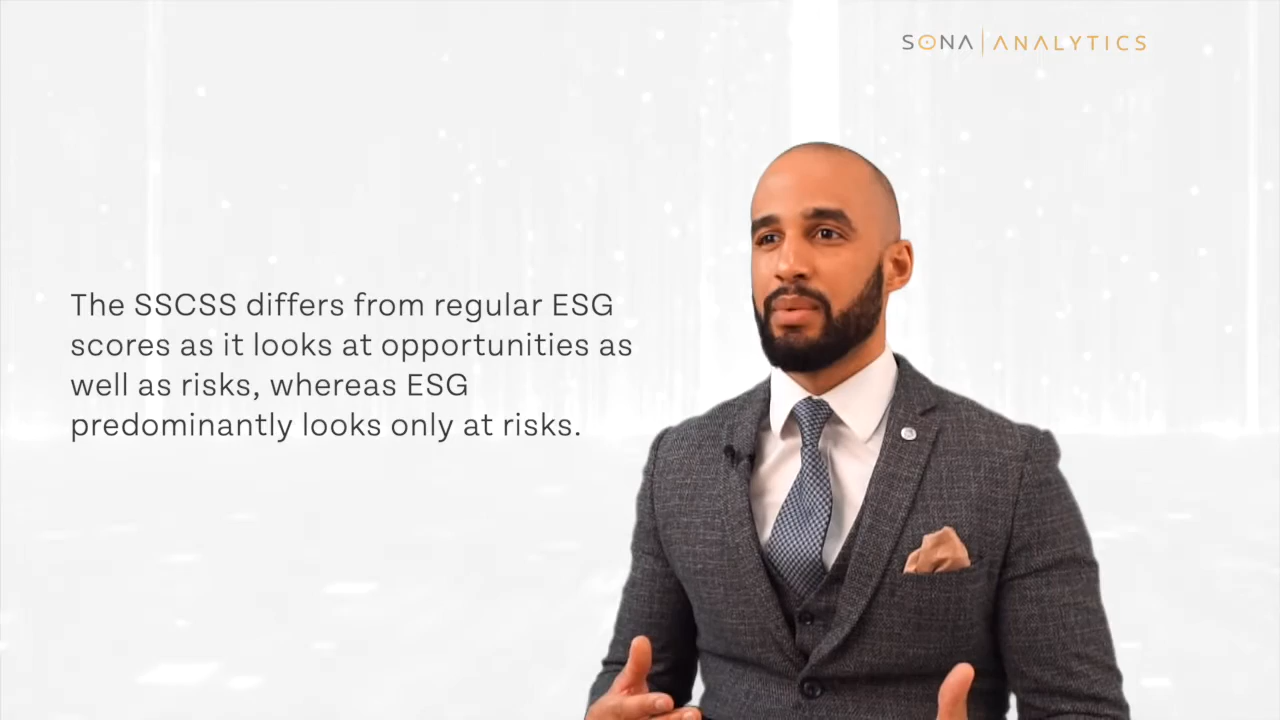 SONA | ANALYTICS
The SSCSS differs from regular ESG
scores as it looks at opportunities as
well as risks, whereas ESG
predominantly looks only at risks.